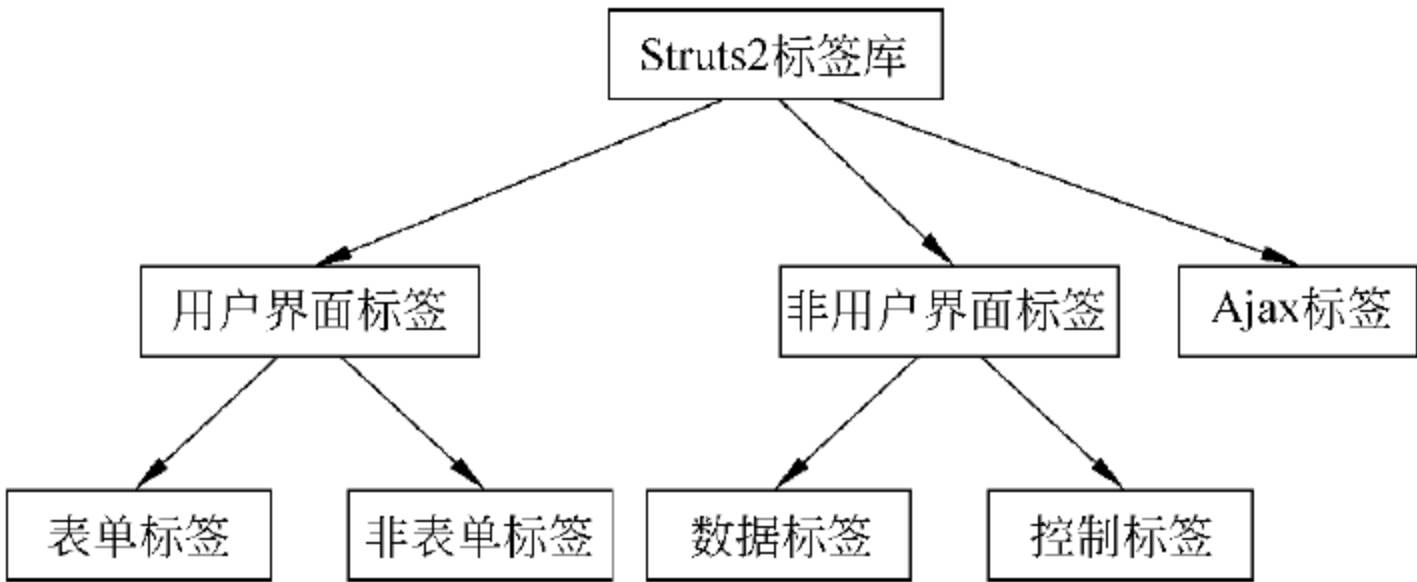 Struts2标签库
用户界面标签
非用户界面标签
Ajax标签
表单标签
非表单标签
数据标签
控制标签